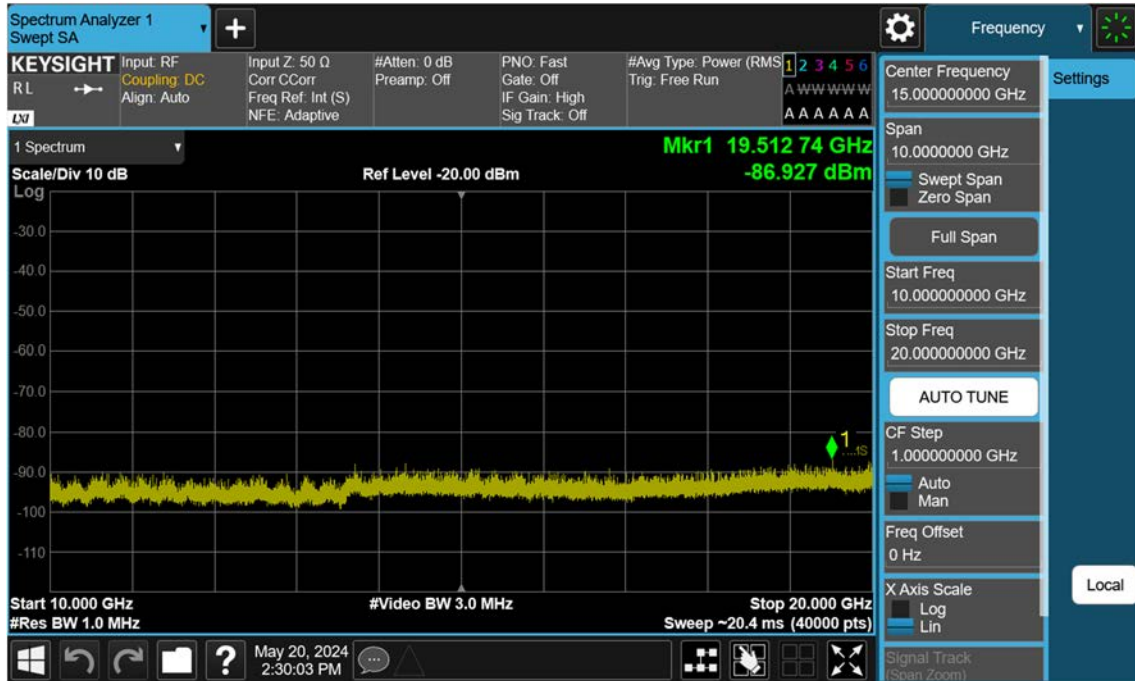 Spectrum Analyzer 1
Swept SA
+
Frequency
KEYSIGHT
R L
LXI
Input: RF
Coupling: DC
Align: Auto
Input Z: 50 Ω
Corr CCorr
Freq Ref: Int (S)
NFE: Adaptive
#Atten: 0 dB
Preamp: Off
PNO: Fast
Gate: Off
IF Gain: High
Sig Track: Off
#Avg Type: Power (RMS
Trig: Free Run
1 2 3 4 5 6
A W W W W W
A A A A A A
1 Spectrum
Scale/Div 10 dB
Ref Level -20.00 dBm
Mkr1 19.512 74 GHz
-86.927 dBm
Log
-30.0
-40.0
-50.0
-60.0
-70.0
-80.0
-90.0
-100
-110
1
Start 10.000 GHz
#Res BW 1.0 MHz
#Video BW 3.0 MHz
Stop 20.000 GHz
Sweep ~20.4 ms (40000 pts)
Center Frequency
15.000000000 GHz
Span
10.0000000 GHz
Swept Span
Zero Span
Full Span
Start Freq
10.000000000 GHz
Stop Freq
20.000000000 GHz
AUTO TUNE
CF Step
1.000000000 GHz
Auto
Man
Freq Offset
0 Hz
X Axis Scale
Log
Lin
Signal Track
(Span Zoom)
Settings
Local
?
May 20, 2024
2:30:03 PM